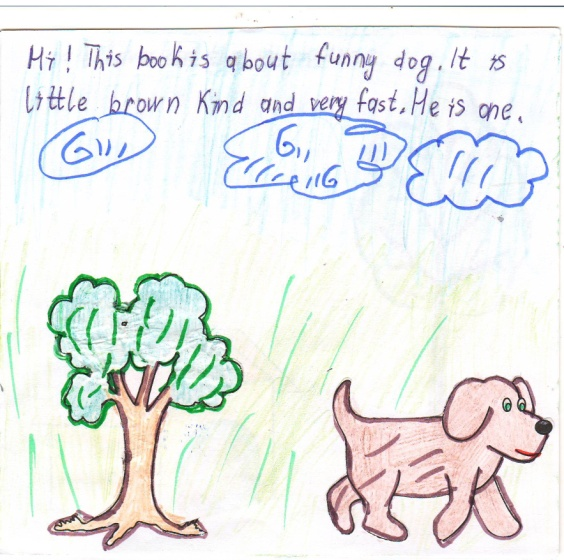 Hi! This book is about funny dog. It is
little brown kind and very fast. He is one.